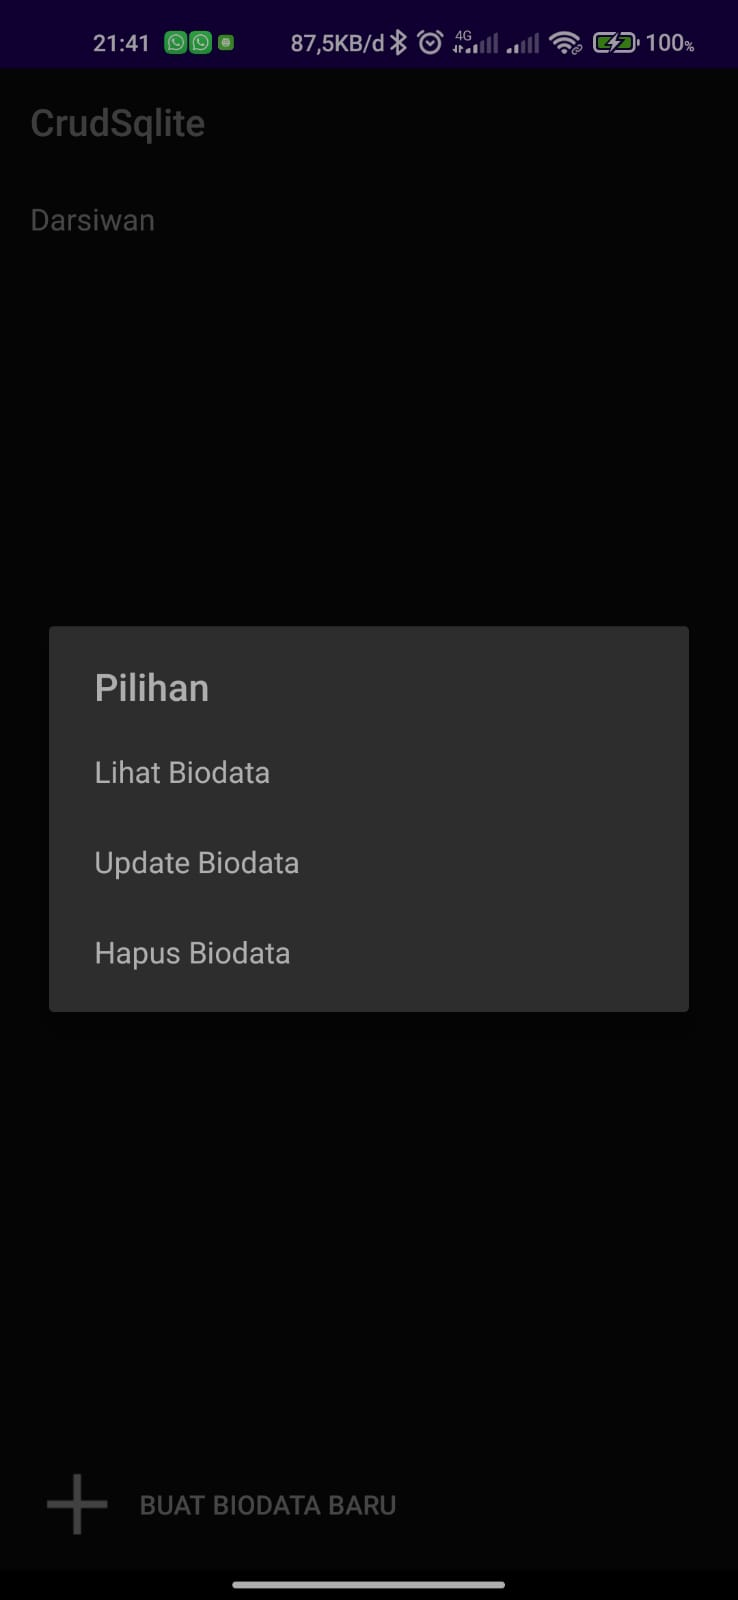 21:41 87,5KB/d 4G 100%
CrudSqlite
Darsiwan
Pilihan
Lihat Biodata
Update Biodata
Hapus Biodata
BUAT BIODATA BARU